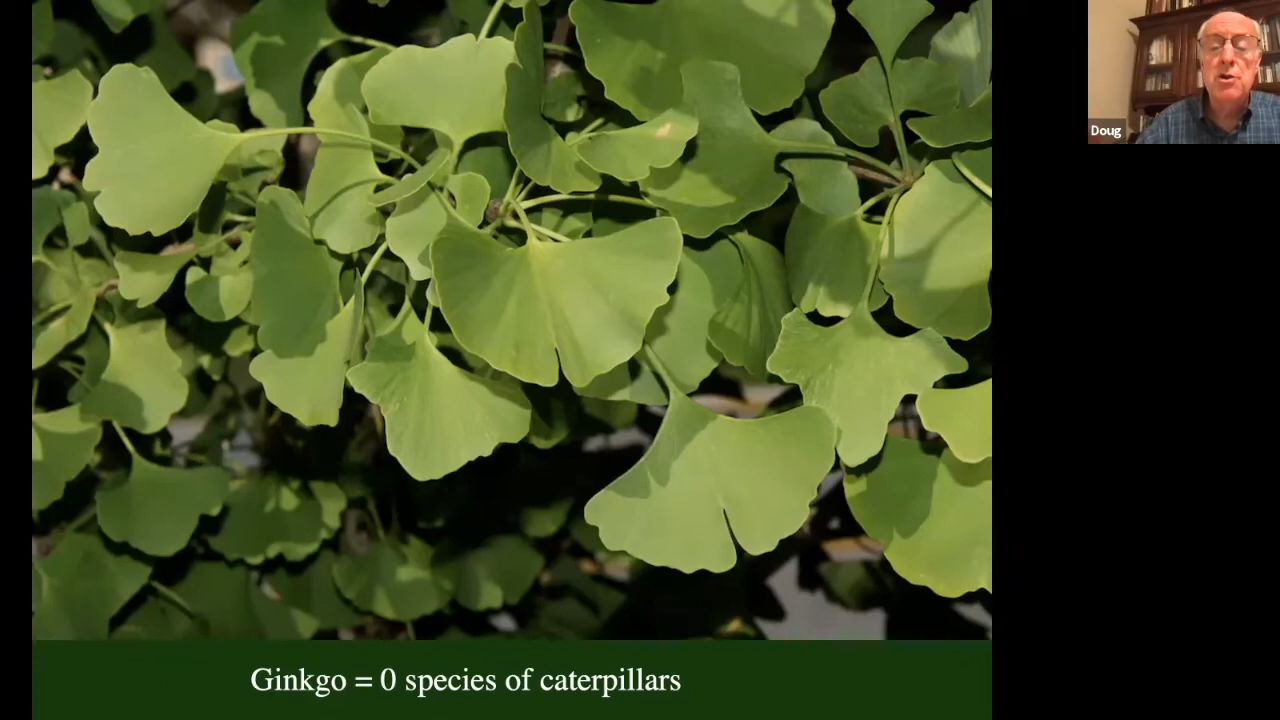 Doug
Ginkgo = 0 species of caterpillars